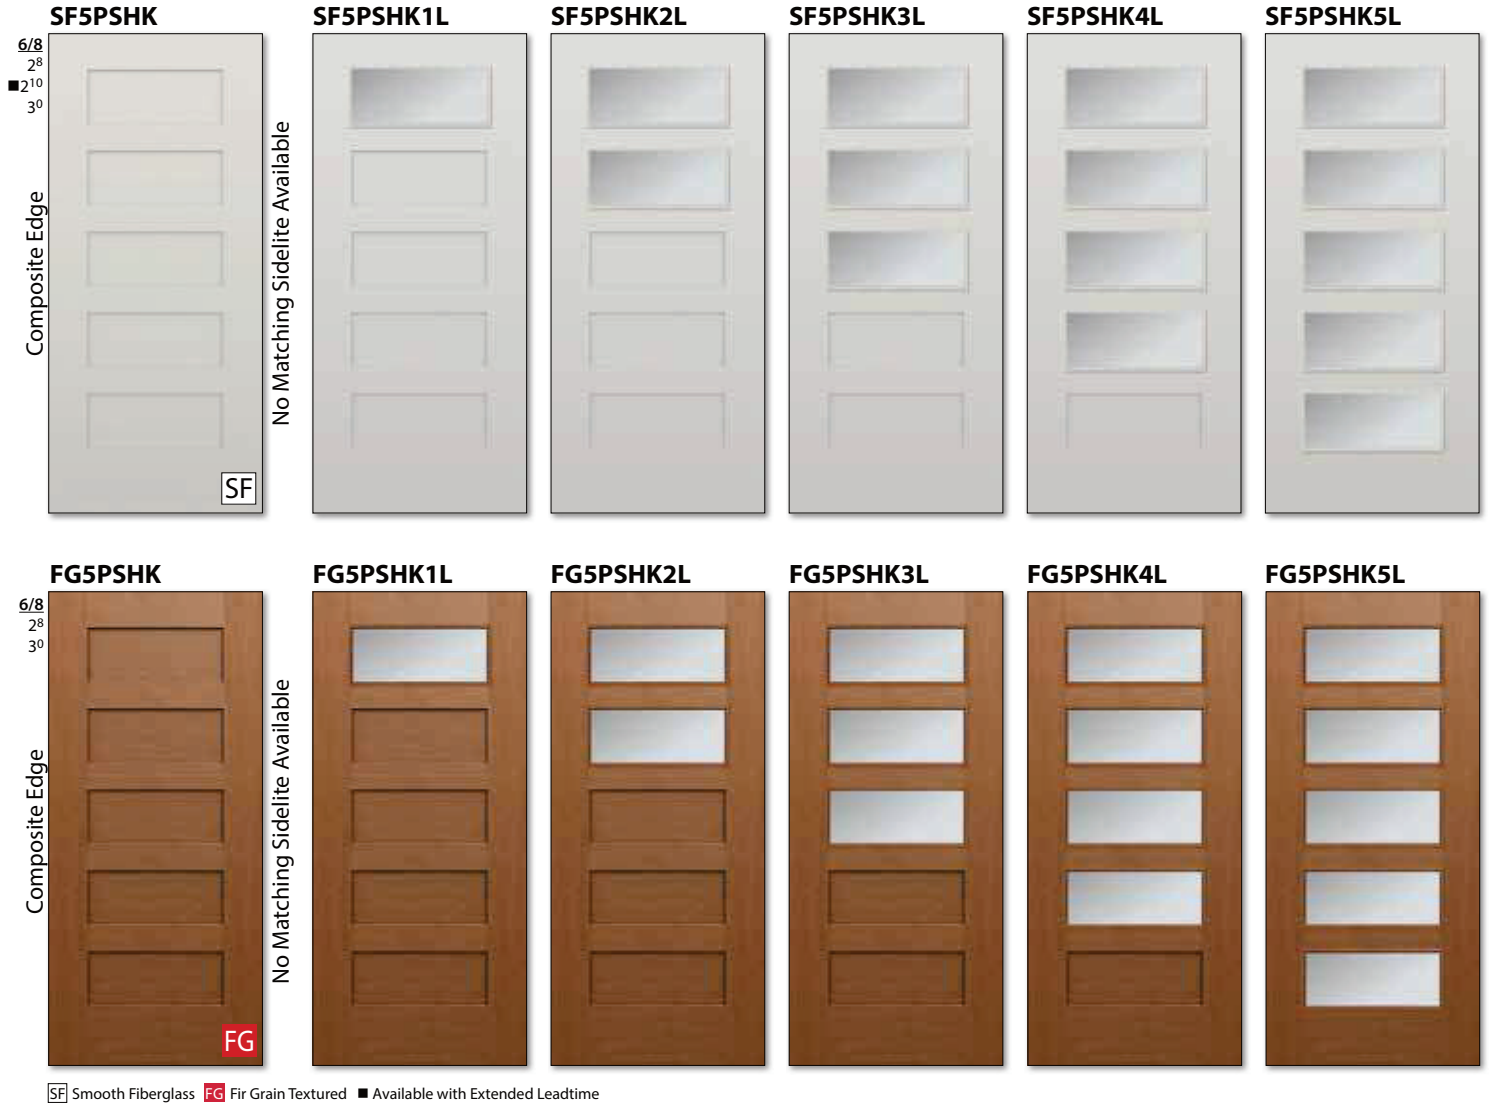 SF5PSHK
SF5PSHK1L
SF5PSHK2L
SF5PSHK3L
SF5PSHK4L
SF5PSHK5L
6/8
2⁸
■2¹⁰
3⁰
Composite Edge
No Matching Sidelite Available
SF
FG5PSHK
FG5PSHK1L
FG5PSHK2L
FG5PSHK3L
FG5PSHK4L
FG5PSHK5L
6/8
2⁸
3⁰
Composite Edge
No Matching Sidelite Available
FG
SF Smooth Fiberglass FG Fir Grain Textured ■ Available with Extended Leadtime